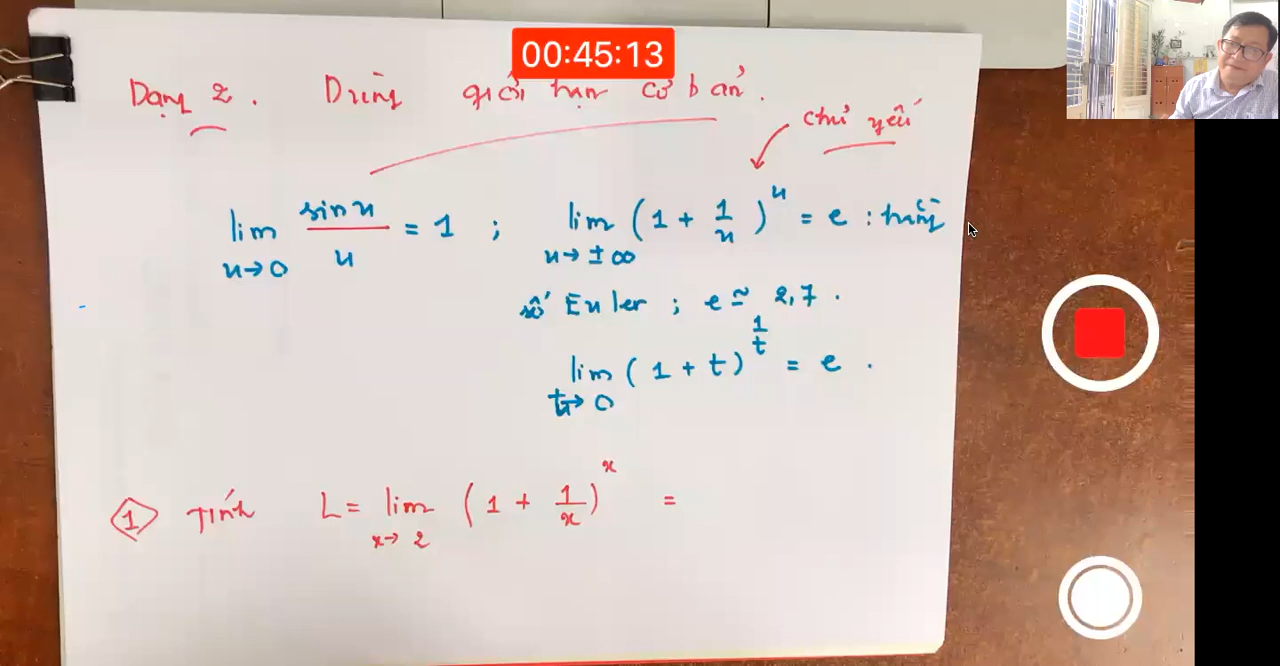 00:45:13
Dạng 2. Dùng giới hạn cơ bản.
chủ yếu
lim sin u / u = 1 ; lim (1 + 1/u)^u = e : hằng
u→0 u→ ±∞
số Euler ; e ≃ 2,7.
lim (1 + t)^(1/t) = e.
t→ 0
1 Tính L = lim (1 + 1/x)^x =
x→ 2